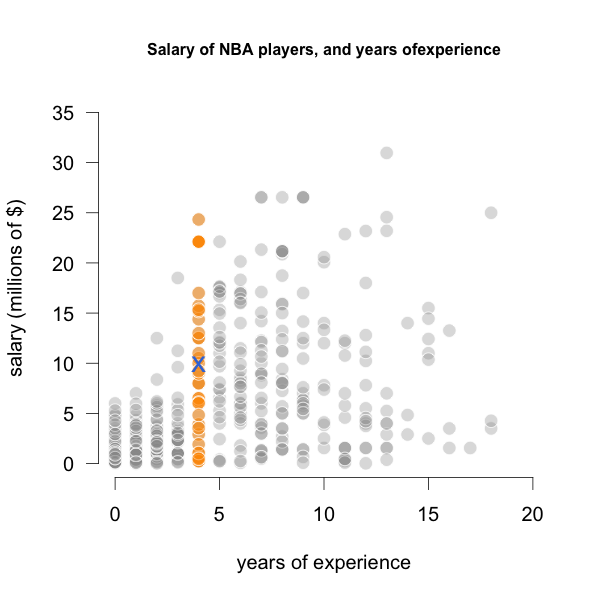 Salary of NBA players, and years ofexperience
35
30
25
20
15
10
5
0
salary (millions of $)
0 5 10 15 20
years of experience